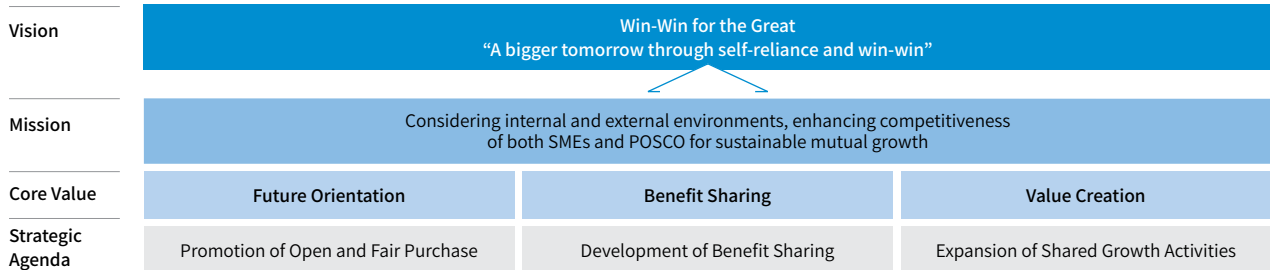 Vision
Win-Win for the Great
“A bigger tomorrow through self-reliance and win-win”
Mission
Considering internal and external environments, enhancing competitiveness
of both SMEs and POSCO for sustainable mutual growth
Core Value
Future Orientation
Benefit Sharing
Value Creation
Strategic
Agenda
Promotion of Open and Fair Purchase
Development of Benefit Sharing
Expansion of Shared Growth Activities